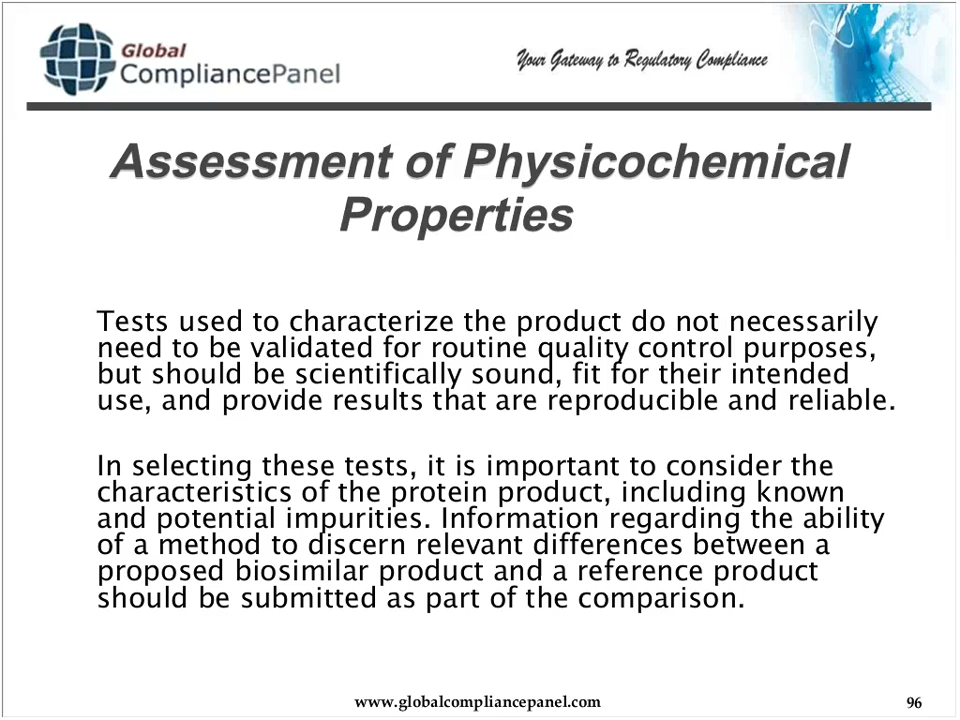 Global
CompliancePanel
Your Gateway to Regulatory Compliance
Assessment of Physicochemical
Properties
Tests used to characterize the product do not necessarily
need to be validated for routine quality control purposes,
but should be scientifically sound, fit for their intended
use, and provide results that are reproducible and reliable.
In selecting these tests, it is important to consider the
characteristics of the protein product, including known
and potential impurities. Information regarding the ability
of a method to discern relevant differences between a
proposed biosimilar product and a reference product
should be submitted as part of the comparison.
www.globalcompliancepanel.com
96